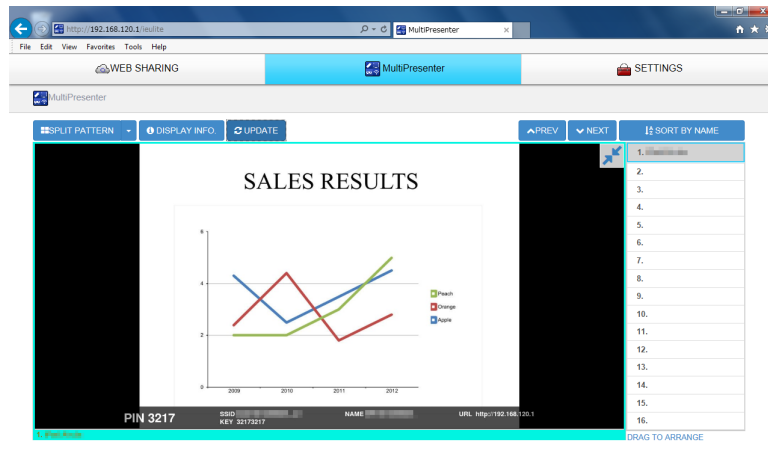 http://192.168.120.1/ieulite
MultiPresenter
File Edit View Favorites Tools Help
WEB SHARING
MultiPresenter
SETTINGS
MultiPresenter
SPLIT PATTERN
DISPLAY INFO.
UPDATE
PREV
NEXT
SORT BY NAME
SALES RESULTS
6
4
2
0
2009 2010 2011 2012
Peach
Orange
Apple
PIN 3217
SSID
KEY 32173217
NAME
URL http://192.168.120.1
1.
1.
2.
3.
4.
5.
6.
7.
8.
9.
10.
11.
12.
13.
14.
15.
16.
DRAG TO ARRANGE